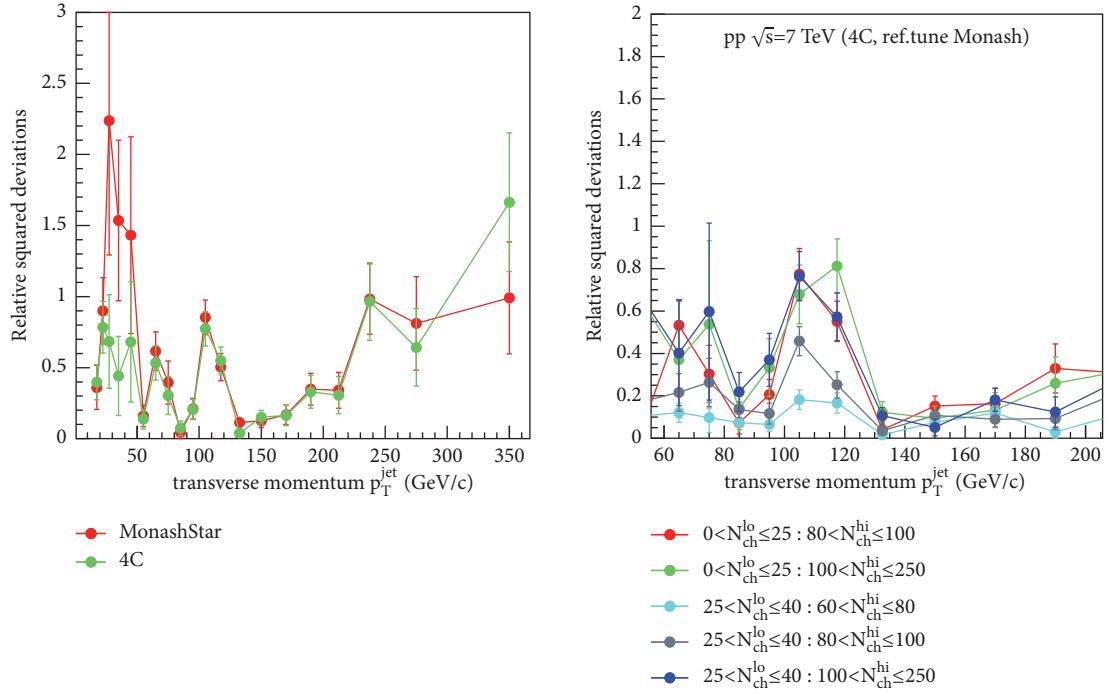 Relative squared deviations
3
2.5
2
1.5
1
0.5
0
50 100 150 200 250 300 350
transverse momentum p_T^jet (GeV/c)
MonashStar
4C
pp √s=7 TeV (4C, ref.tune Monash)
Relative squared deviations
2
1.8
1.6
1.4
1.2
1
0.8
0.6
0.4
0.2
0
60 80 100 120 140 160 180 200
transverse momentum p_T^jet (GeV/c)
0<N_ch^lo≤25 : 80<N_ch^hi≤100
0<N_ch^lo≤25 : 100<N_ch^hi≤250
25<N_ch^lo≤40 : 60<N_ch^hi≤80
25<N_ch^lo≤40 : 80<N_ch^hi≤100
25<N_ch^lo≤40 : 100<N_ch^hi≤250